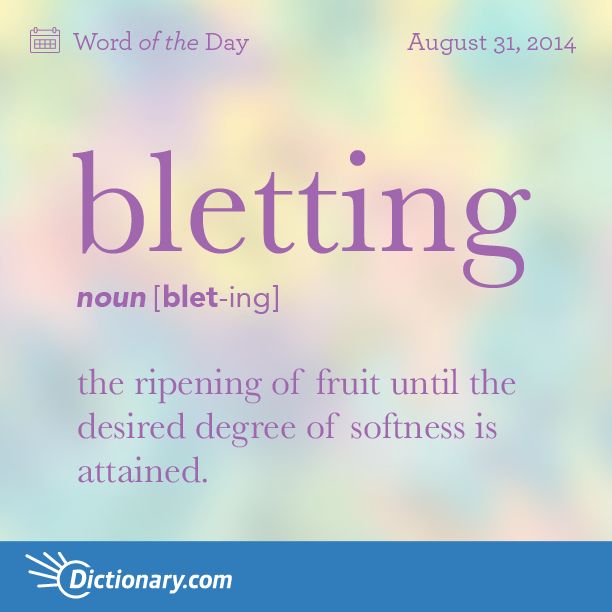 Word of the Day
August 31, 2014
bletting
noun [blet-ing]
the ripening of fruit until the
desired degree of softness is
attained.
Dictionary.com